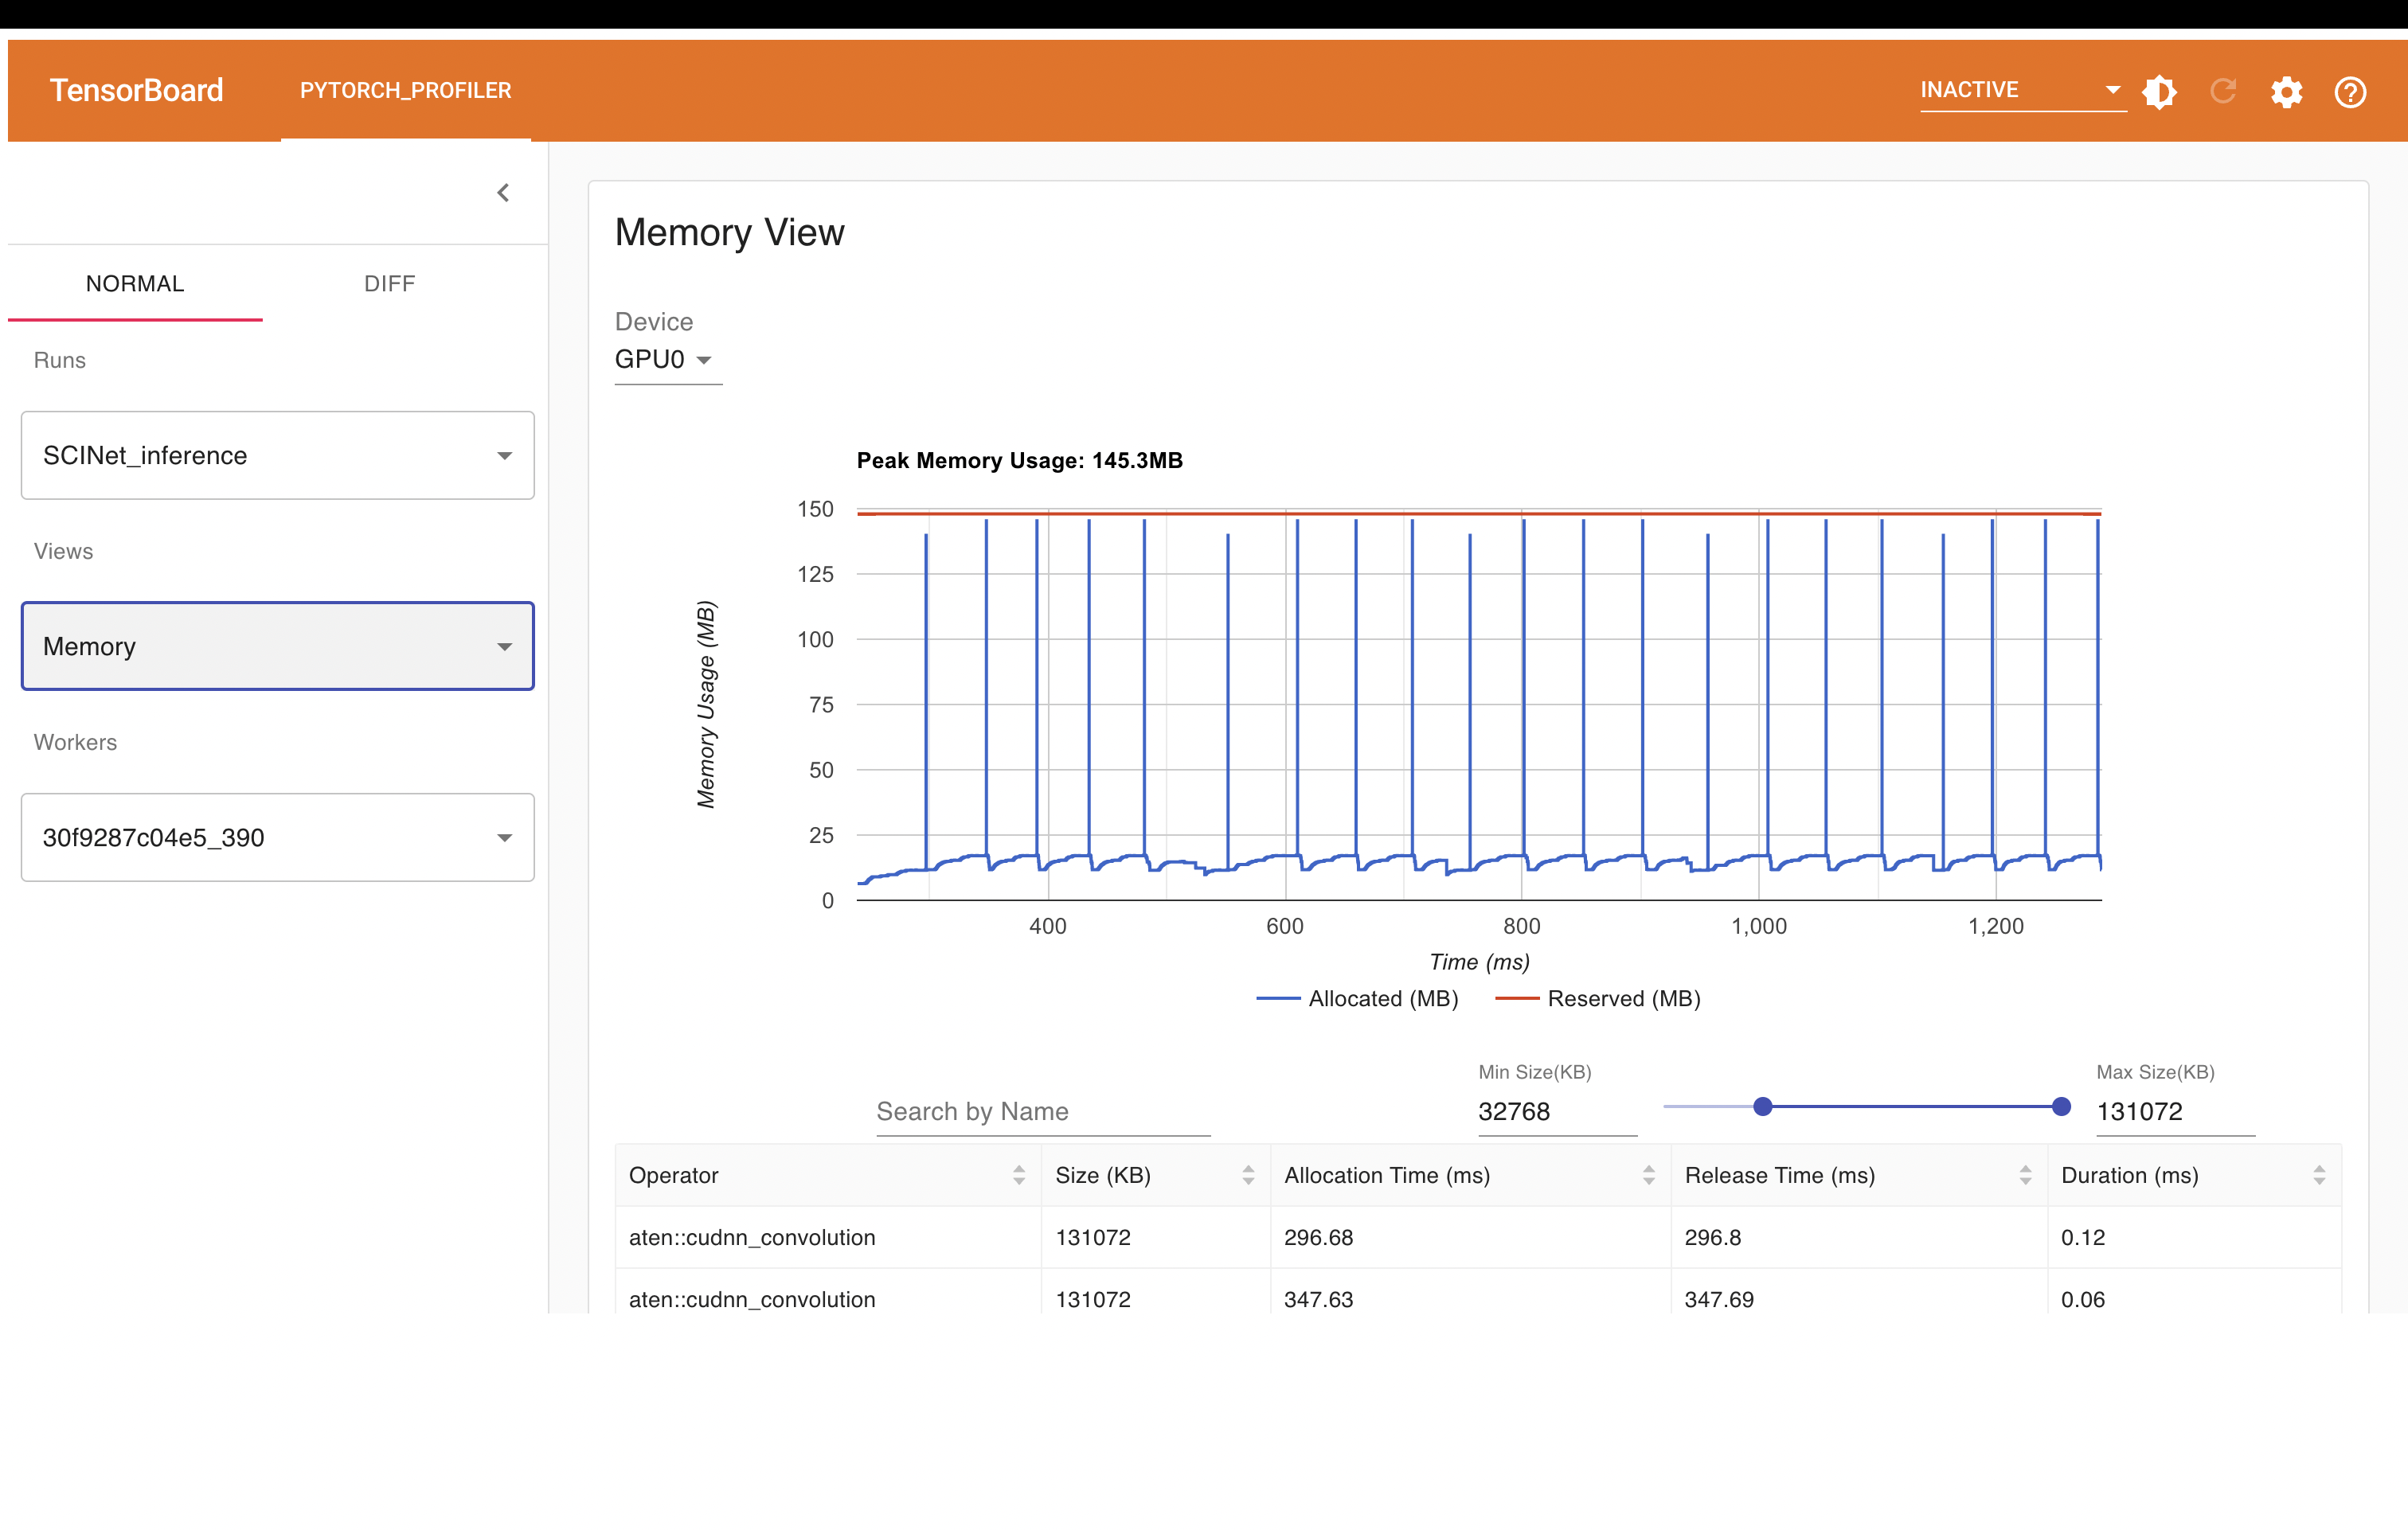 TensorBoard PYTORCH_PROFILER INACTIVE
NORMAL DIFF
Runs
SCINet_inference
Views
Memory
Workers
30f9287c04e5_390
Memory View
Device
GPU0
Peak Memory Usage: 145.3MB
Memory Usage (MB)
150
125
100
75
50
25
0
400 600 800 1,000 1,200
Time (ms)
Allocated (MB) Reserved (MB)
Min Size(KB) Max Size(KB)
Search by Name 32768 131072
Operator Size (KB) Allocation Time (ms) Release Time (ms) Duration (ms)
aten::cudnn_convolution 131072 296.68 296.8 0.12
aten::cudnn_convolution 131072 347.63 347.69 0.06